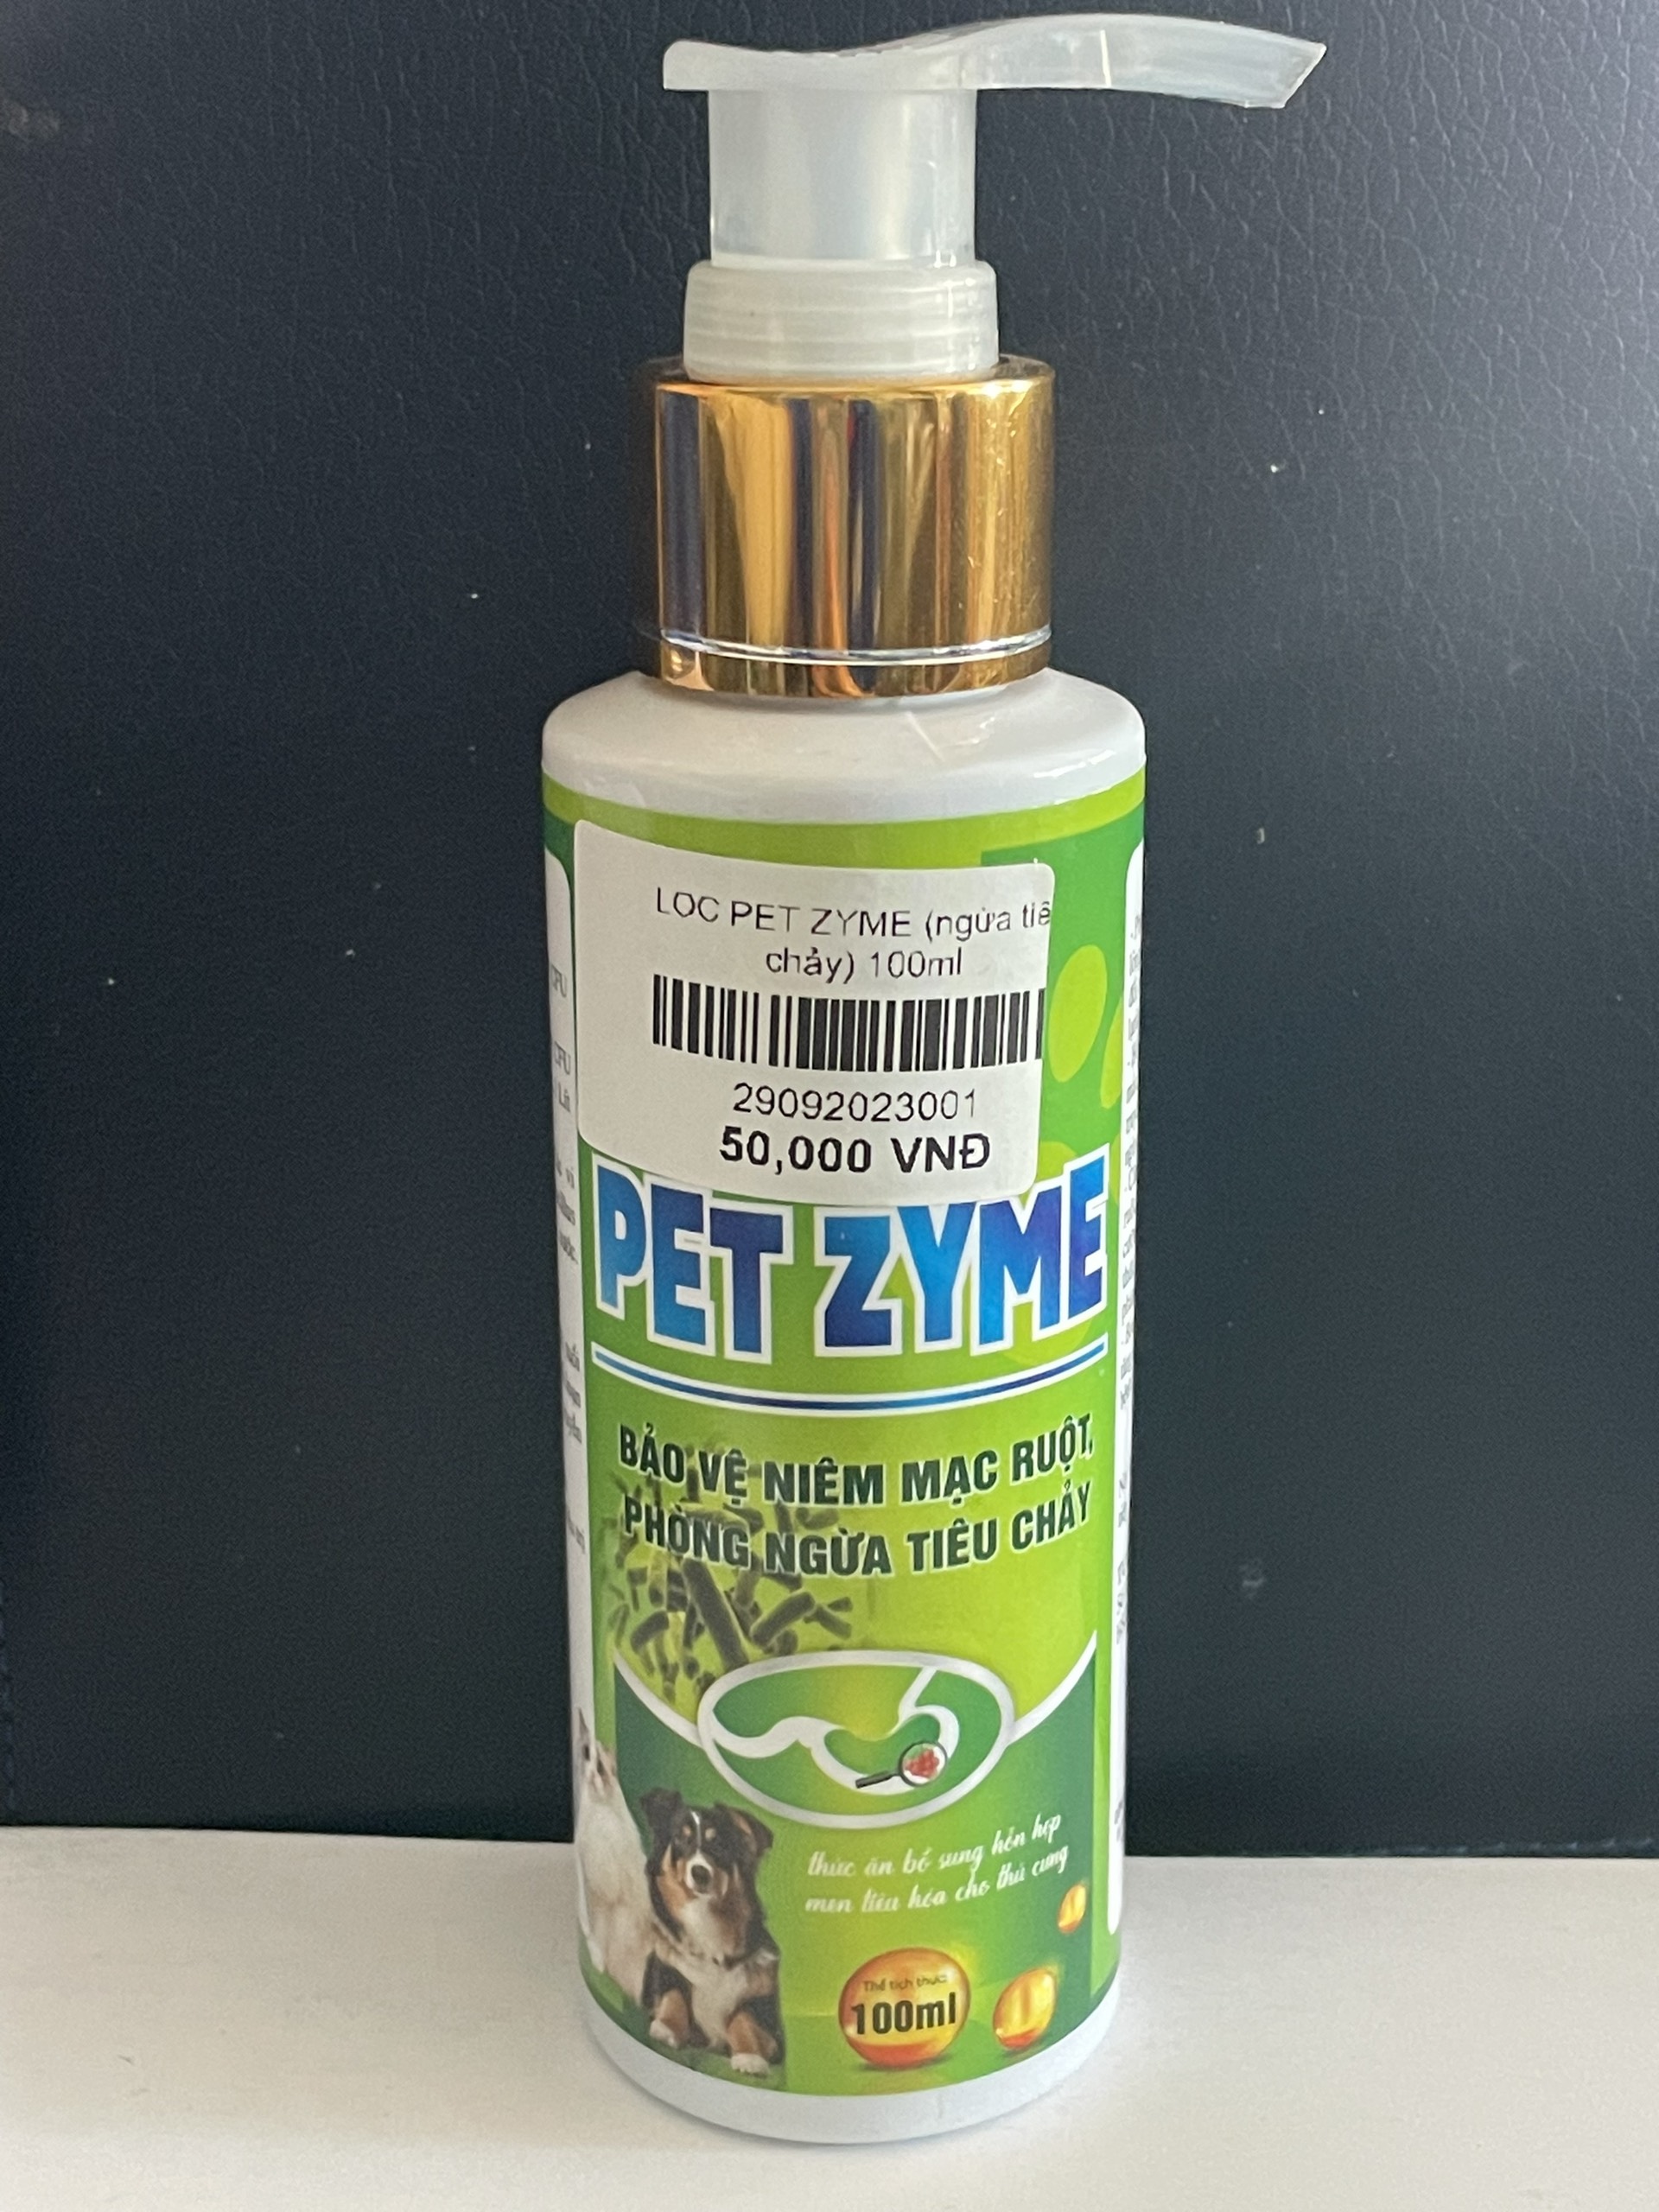 LOC PET ZYME (ngừa tiê
chảy) 100ml
29092023001
50,000 VNĐ
PET ZYME
BẢO VỆ NIÊM MẠC RUỘT,
PHÒNG NGỪA TIÊU CHẢY
thức ăn bổ sung hỗn hợp
men tiêu hóa cho thú cưng
Thể tích thực:
100ml
CFU
CFU